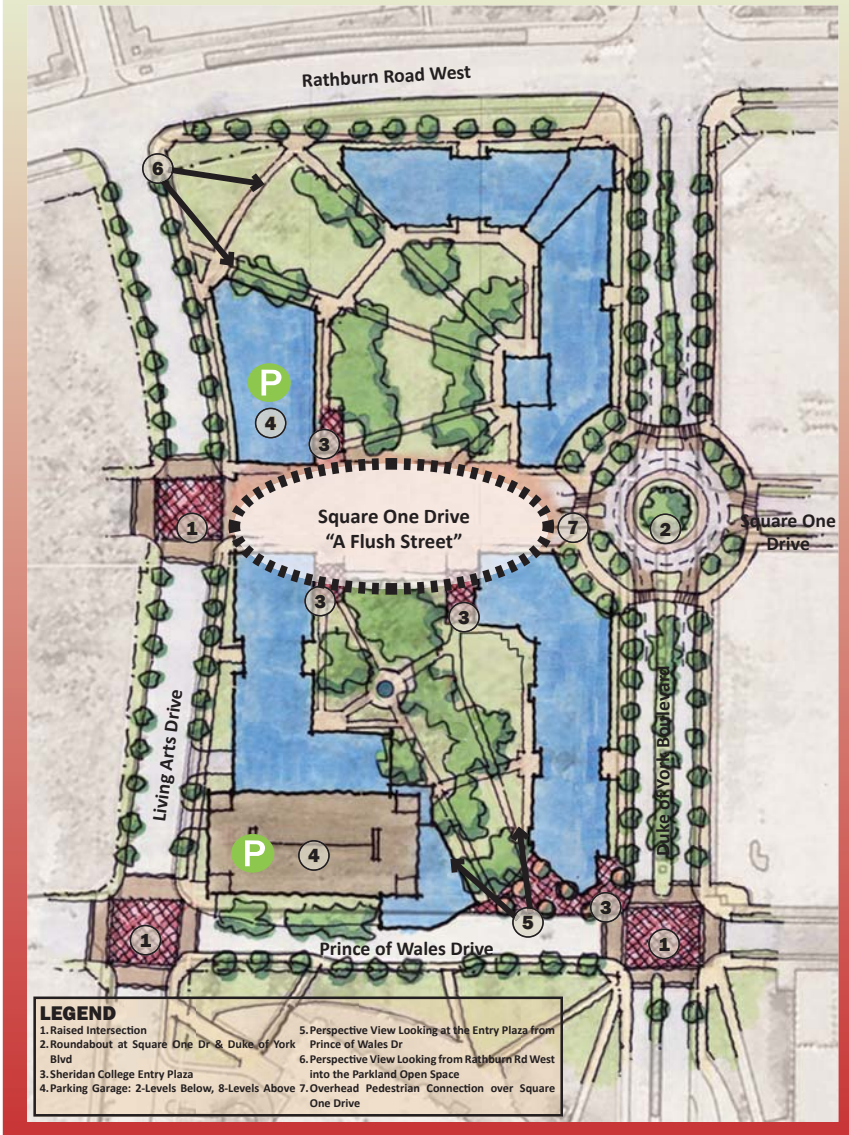 Rathburn Road West
6
P
4
3
Square One Drive
"A Flush Street"
1
7
2
Square One
Drive
3
3
Living Arts Drive
Duke of York Boulevard
P
4
5
3
1
1
Prince of Wales Drive
LEGEND
1. Raised Intersection
2. Roundabout at Square One Dr & Duke of York
Blvd
3. Sheridan College Entry Plaza
4. Parking Garage: 2-Levels Below, 8-Levels Above
5. Perspective View Looking at the Entry Plaza from
Prince of Wales Dr
6. Perspective View Looking from Rathburn Rd West
into the Parkland Open Space
7. Overhead Pedestrian Connection over Square
One Drive